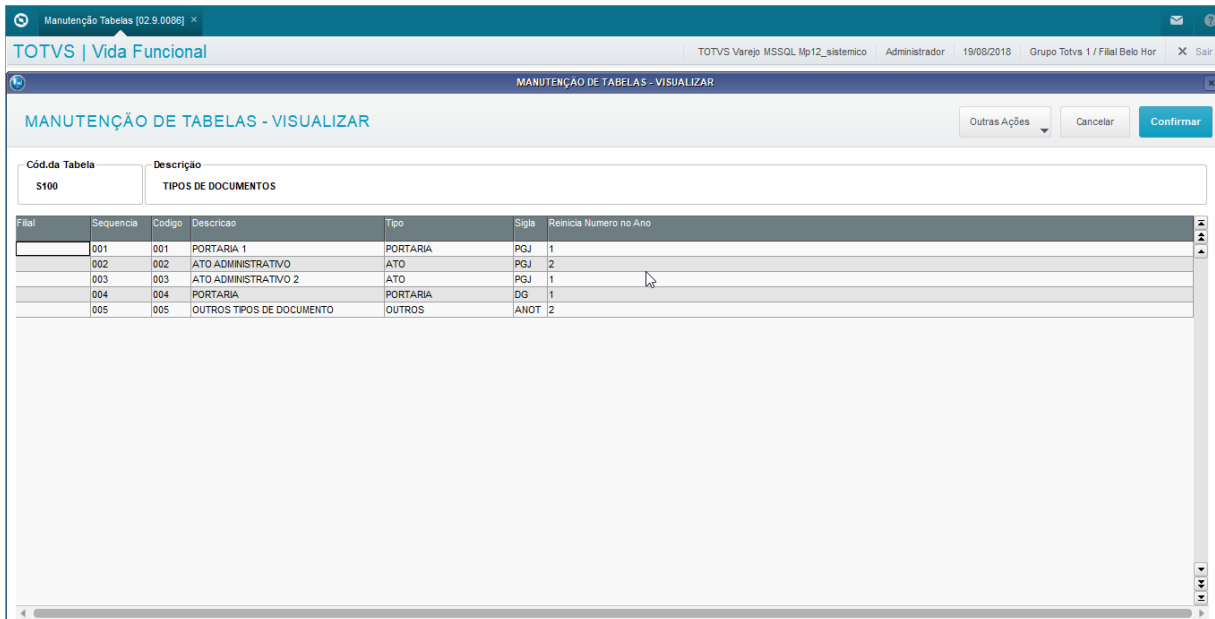 Manutenção Tabelas [02.9.0086] ×
TOTVS | Vida Funcional TOTVS Varejo MSSQL Mp12_sistemico Administrador 19/08/2018 Grupo Totvs 1 / Filial Belo Hor X Sair
MANUTENÇÃO DE TABELAS - VISUALIZAR
MANUTENÇÃO DE TABELAS - VISUALIZAR Outras Ações Cancelar Confirmar
Cód.da Tabela Descrição
S100 TIPOS DE DOCUMENTOS
Filial Sequencia Codigo Descricao Tipo Sigla Reinicia Numero no Ano
001 001 PORTARIA 1 PORTARIA PGJ 1
002 002 ATO ADMINISTRATIVO ATO PGJ 2
003 003 ATO ADMINISTRATIVO 2 ATO PGJ 1
004 004 PORTARIA PORTARIA DG 1
005 005 OUTROS TIPOS DE DOCUMENTO OUTROS ANOT 2